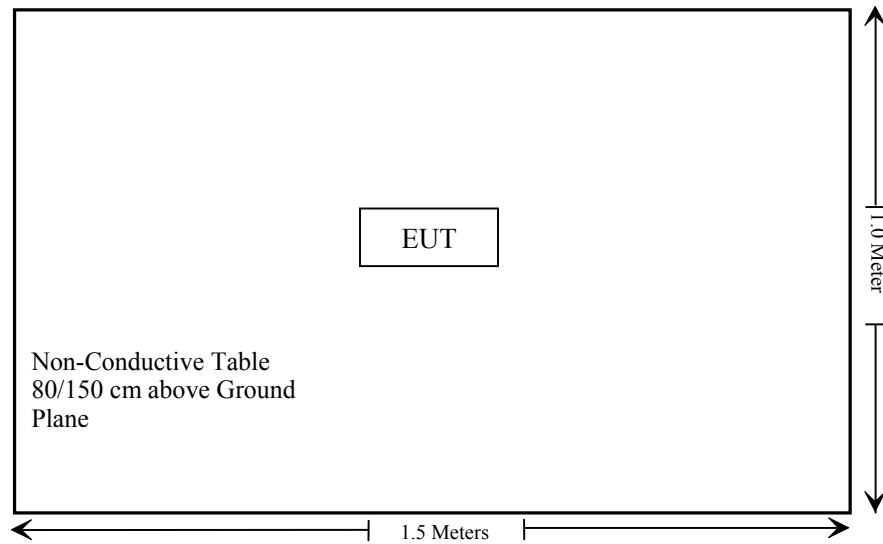 EUT
1.0 Meter
Non-Conductive Table
80/150 cm above Ground
Plane
1.5 Meters